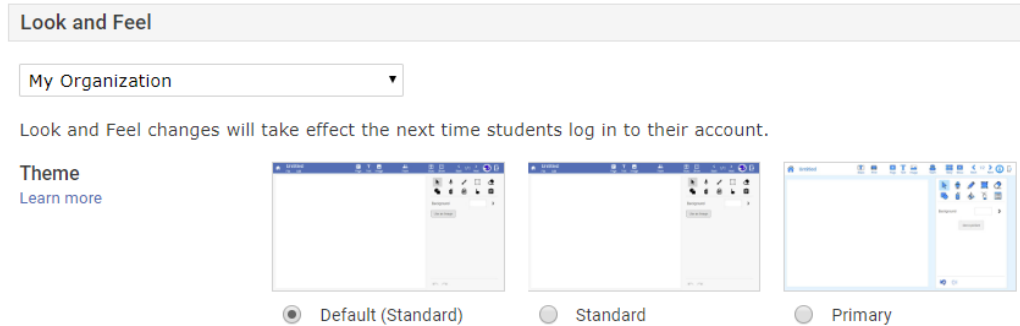 Look and Feel
My Organization
Look and Feel changes will take effect the next time students log in to their account.
Theme
Learn more
Default (Standard)
Standard
Primary